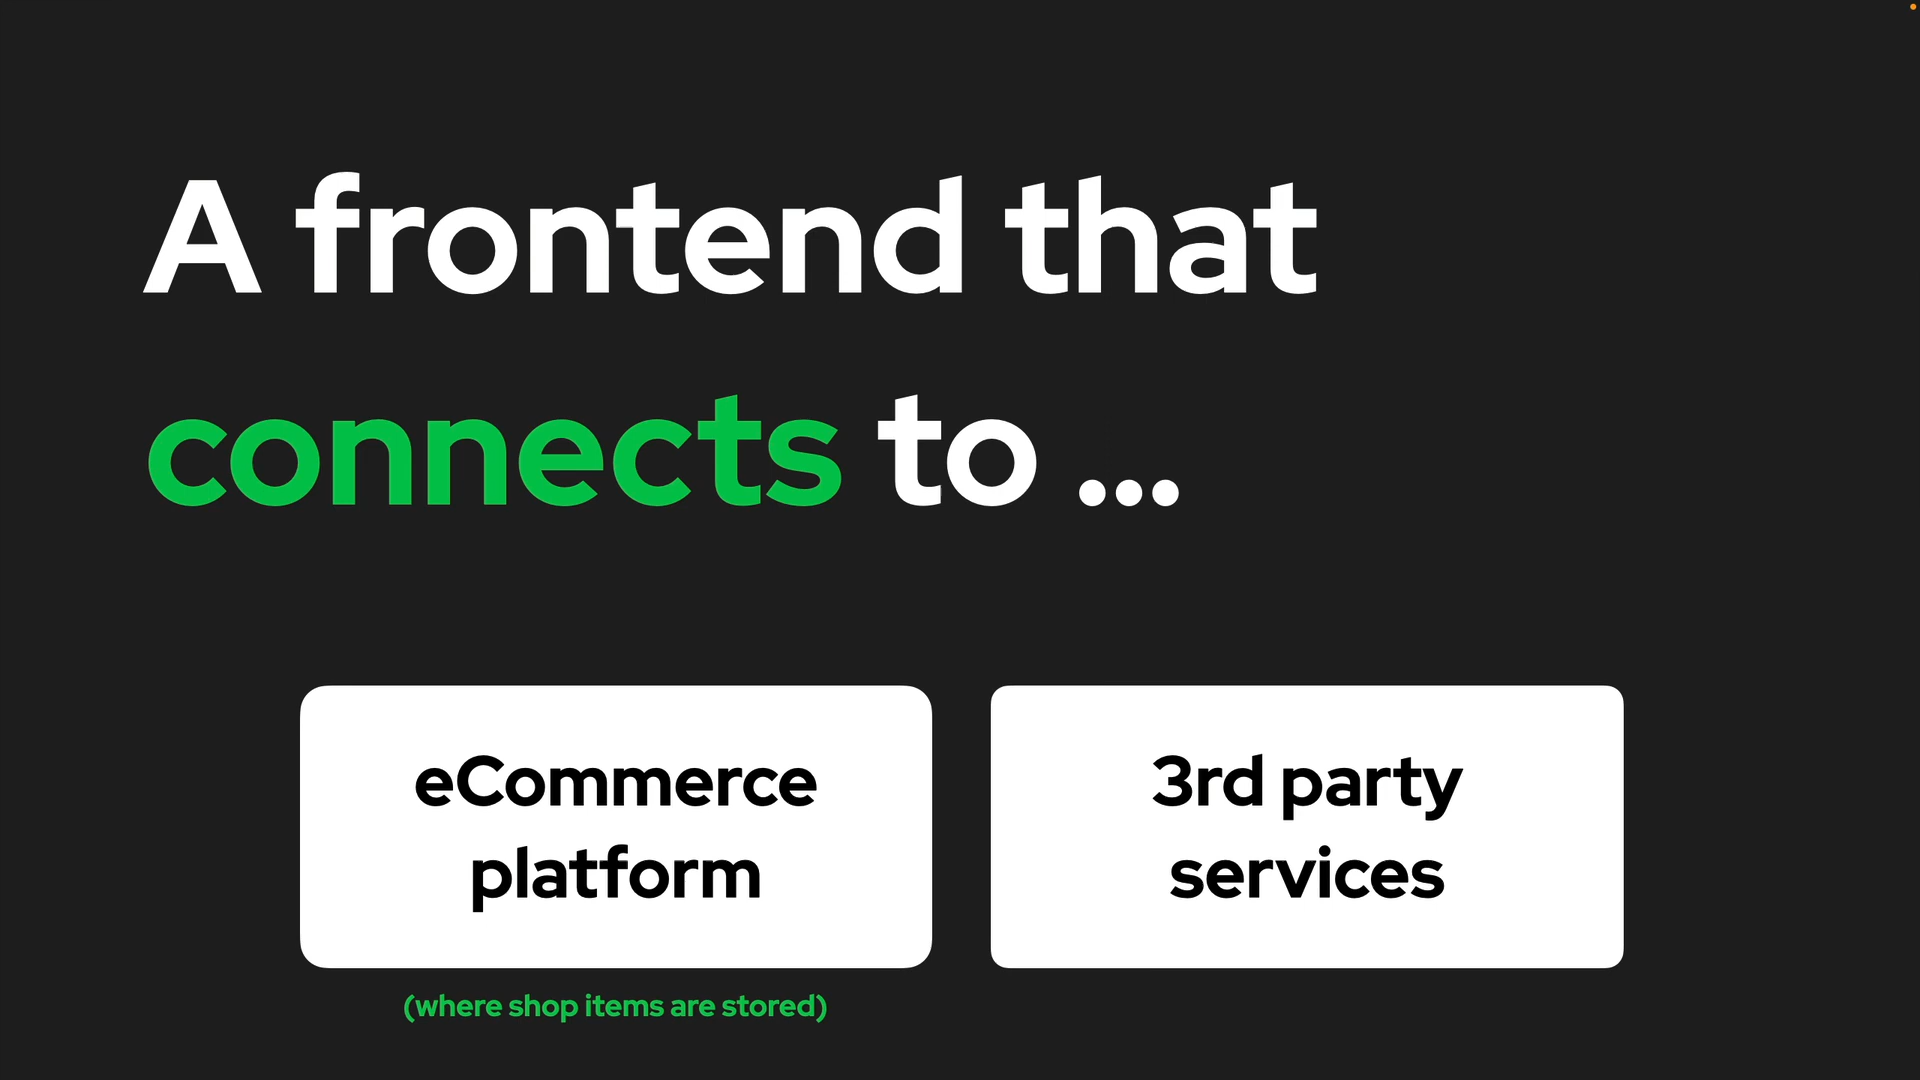 A frontend that
connects to ...
eCommerce
platform
3rd party
services
(where shop items are stored)